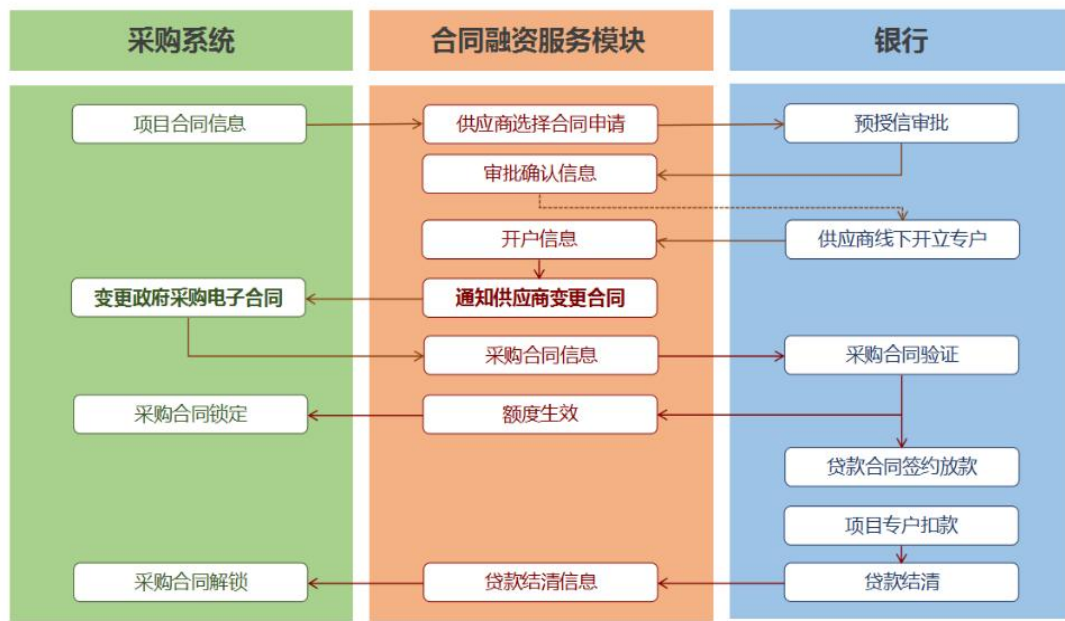 采购系统
合同融资服务模块
银行
项目合同信息
供应商选择合同申请
预授信审批
审批确认信息
开户信息
供应商线下开立专户
变更政府采购电子合同
通知供应商变更合同
采购合同信息
采购合同验证
采购合同锁定
额度生效
贷款合同签约放款
项目专户扣款
采购合同解锁
贷款结清信息
贷款结清